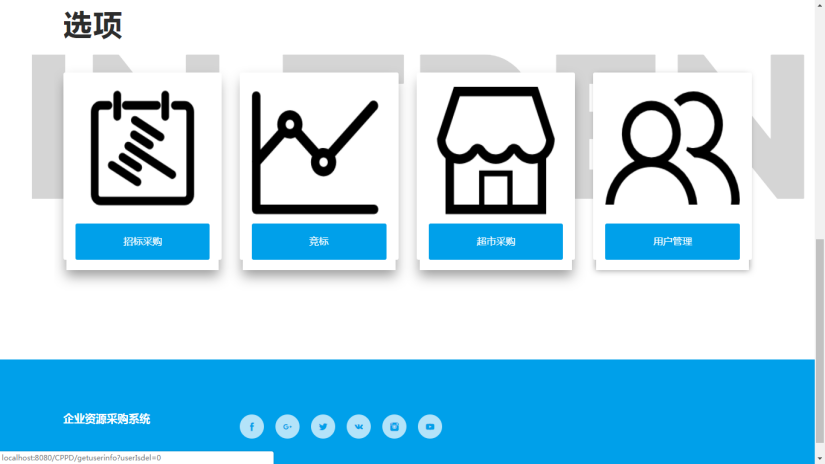 选项
招标采购
竞标
超市采购
用户管理
企业资源采购系统
localhost:8080/CPPD/getuserinfo?userIsdel=0